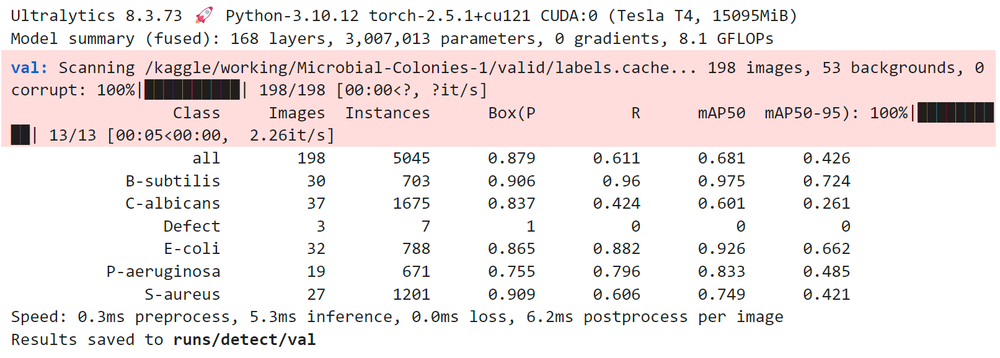 Ultralytics 8.3.73 🚀 Python-3.10.12 torch-2.5.1+cu121 CUDA:0 (Tesla T4, 15095MiB)
Model summary (fused): 168 layers, 3,007,013 parameters, 0 gradients, 8.1 GFLOPs
val: Scanning /kaggle/working/Microbial-Colonies-1/valid/labels.cache... 198 images, 53 backgrounds, 0
corrupt: 100%|██████████| 198/198 [00:00<?, ?it/s]
Class Images Instances Box(P R mAP50 mAP50-95): 100%|████████
██| 13/13 [00:05<00:00, 2.26it/s]
all 198 5045 0.879 0.611 0.681 0.426
B-subtilis 30 703 0.906 0.96 0.975 0.724
C-albicans 37 1675 0.837 0.424 0.601 0.261
Defect 3 7 1 0 0 0
E-coli 32 788 0.865 0.882 0.926 0.662
P-aeruginosa 19 671 0.755 0.796 0.833 0.485
S-aureus 27 1201 0.909 0.606 0.749 0.421
Speed: 0.3ms preprocess, 5.3ms inference, 0.0ms loss, 6.2ms postprocess per image
Results saved to runs/detect/val